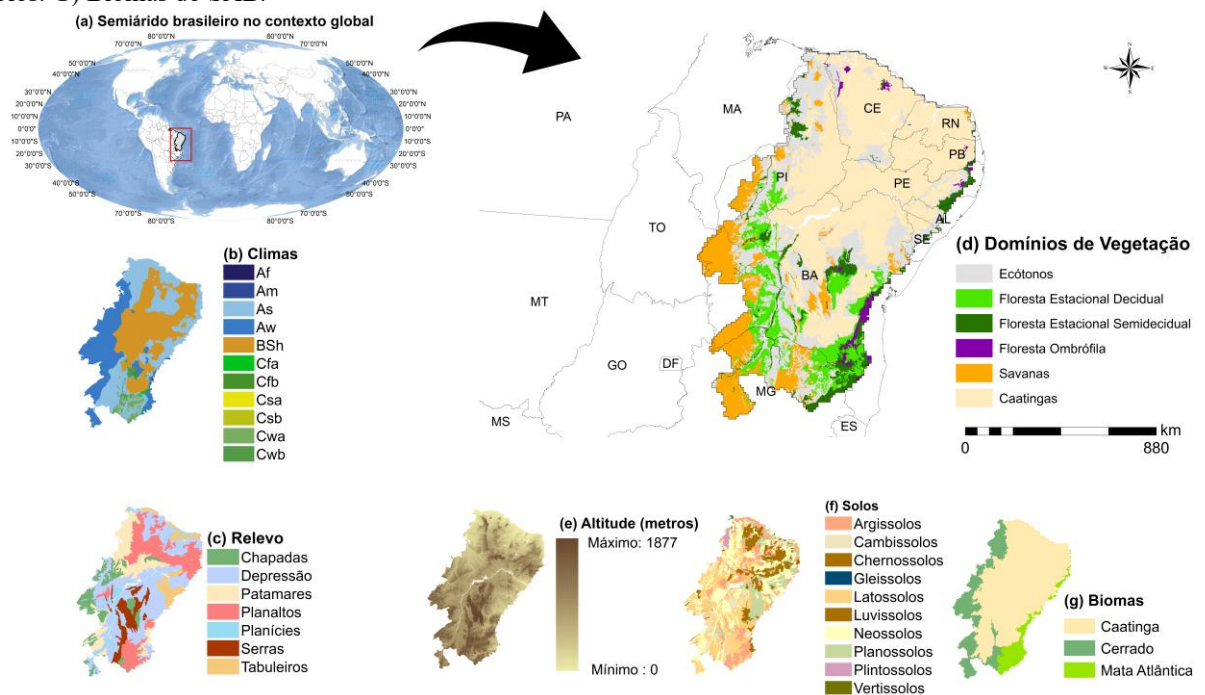 (a) Semiárido brasileiro no contexto global
80°0'0"N 80°0'0"N
70°0'0"N 70°0'0"N
50°0'0"N 50°0'0"N
40°0'0"N 40°0'0"N
30°0'0"N 30°0'0"N
20°0'0"N 20°0'0"N
10°0'0"N 10°0'0"N
0°0'0" 0°0'0"
10°0'0"S 10°0'0"S
20°0'0"S 20°0'0"S
30°0'0"S 30°0'0"S
40°0'0"S 40°0'0"S
70°0'0"S 70°0'0"S
80°0'0"S 80°0'0"S
N
W E
S
PA
MA
CE
RN
PB
PI
PE
TO
AL
SE
BA
MT
GO
DF
MG
MS
ES
(d) Domínios de Vegetação
Ecótonos
Floresta Estacional Decidual
Floresta Estacional Semidecidual
Floresta Ombrófila
Savanas
Caatingas
km
0 880
(b) Climas
Af
Am
As
Aw
BSh
Cfa
Cfb
Csa
Csb
Cwa
Cwb
(c) Relevo
Chapadas
Depressão
Patamares
Planaltos
Planícies
Serras
Tabuleiros
(e) Altitude (metros)
Máximo: 1877
Mínimo : 0
(f) Solos
Argissolos
Cambissolos
Chernossolos
Gleissolos
Latossolos
Luvissolos
Neossolos
Planossolos
Plintossolos
Vertissolos
(g) Biomas
Caatinga
Cerrado
Mata Atlântica